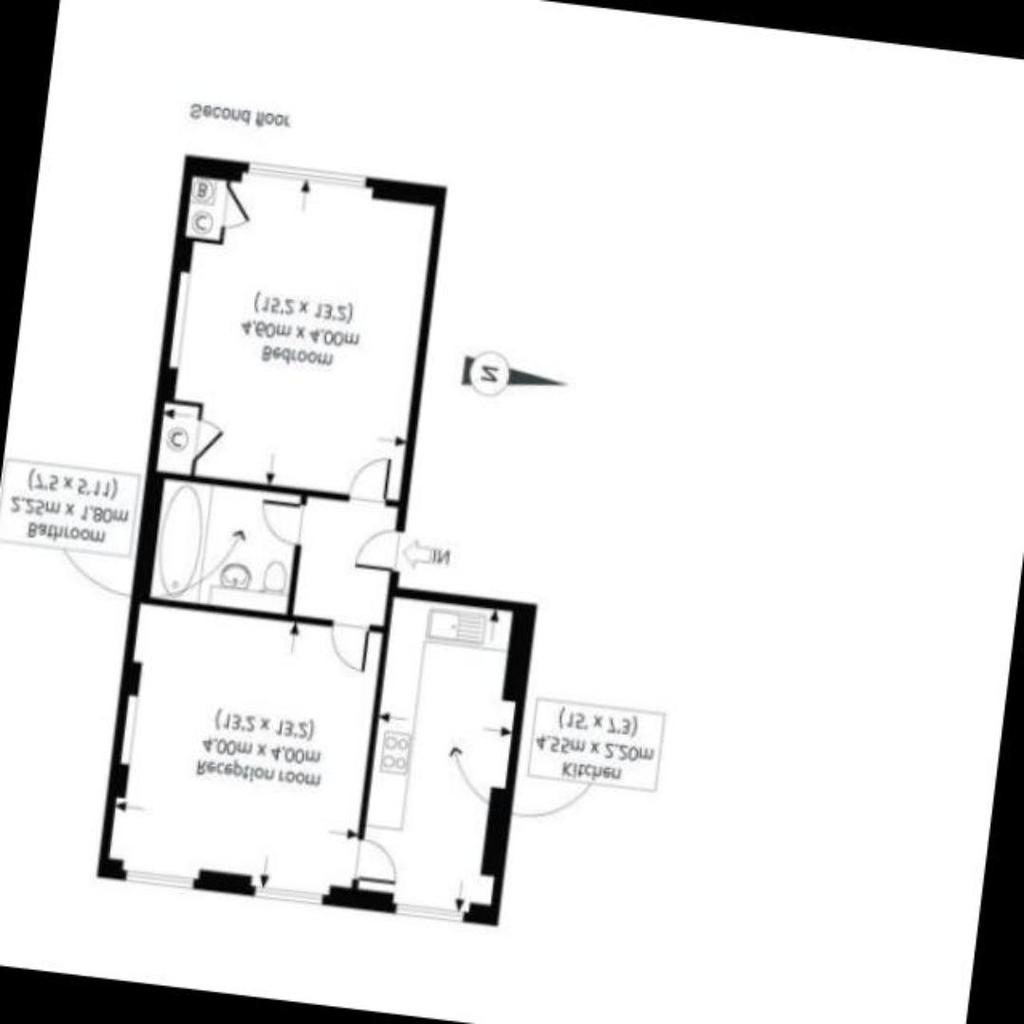 Reception room
4.00m x 4.00m
(13'2 x 13'2)
Kitchen
4.55m x 2.20m
(15' x 7'3)
IN
Bathroom
2.25m x 1.80m
(7'5 x 5'11)
C
N
Bedroom
4.60m x 4.00m
(15'2 x 13'2)
C
B
Second floor